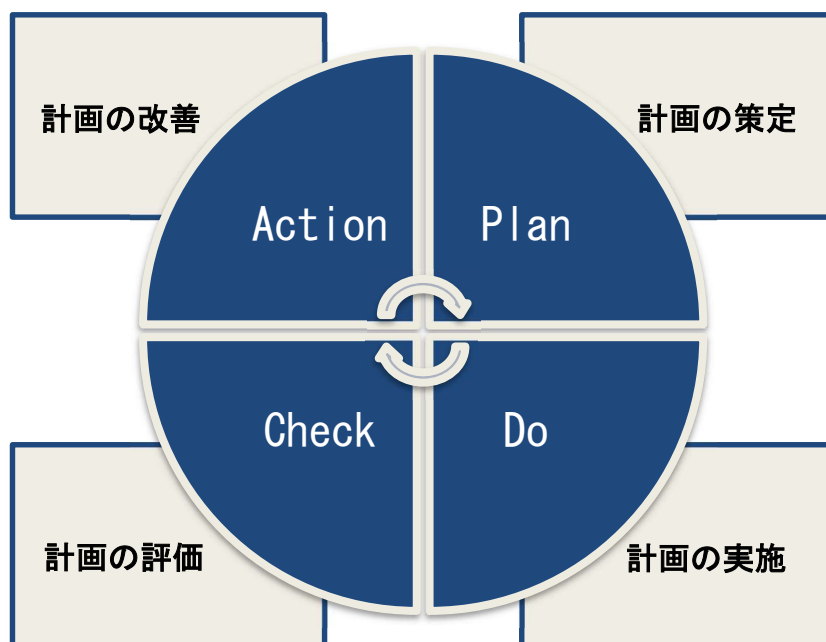 計画の改善
計画の策定
Action
Plan
Check
Do
計画の評価
計画の実施